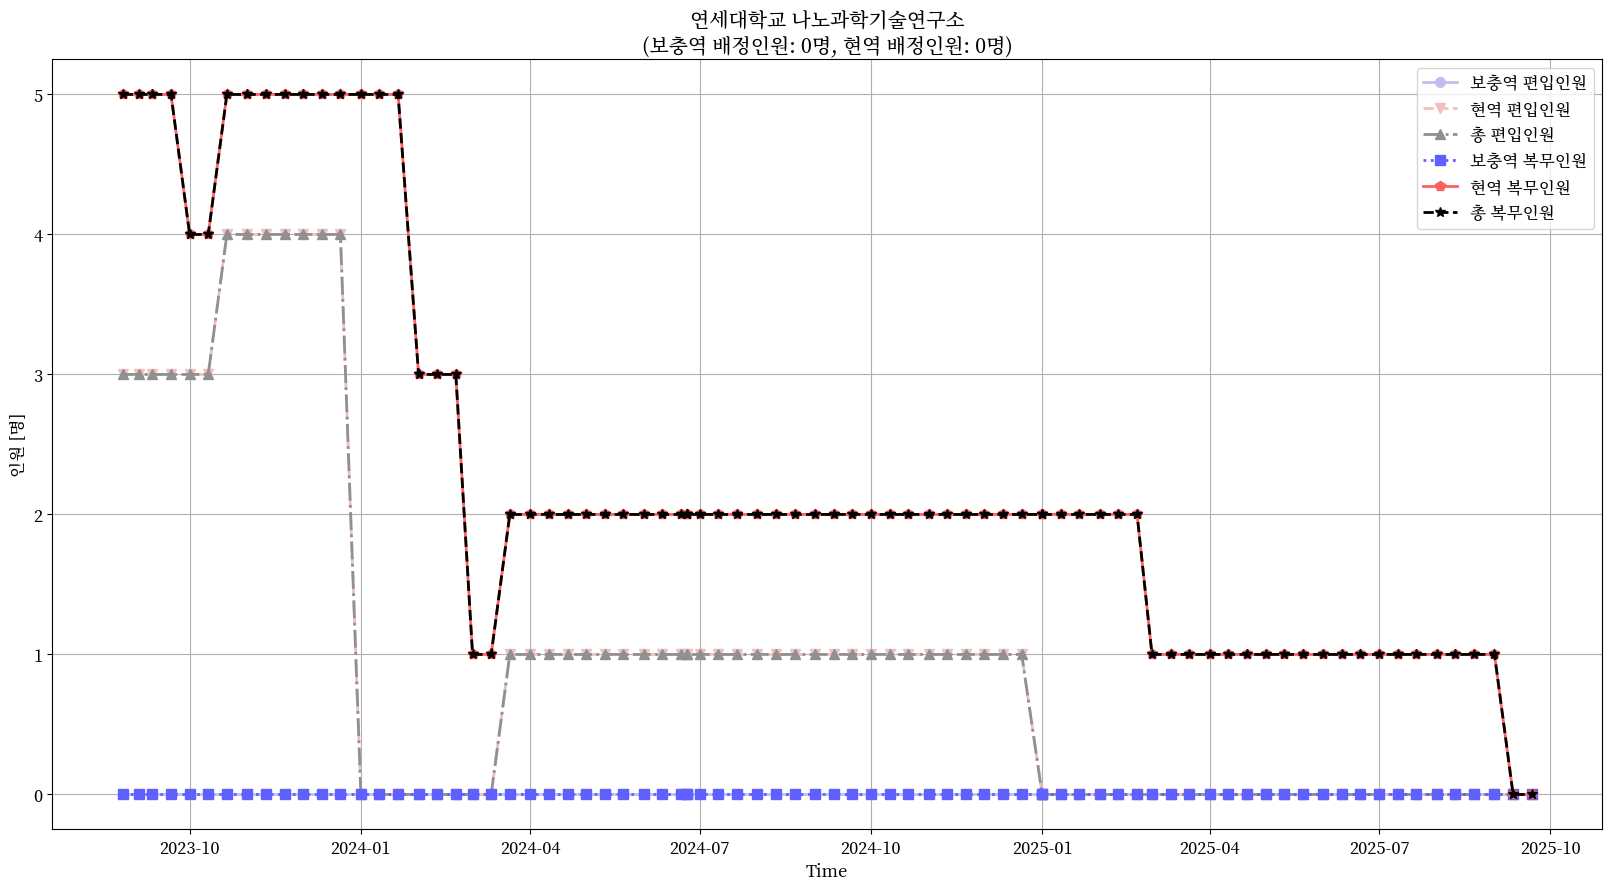 연세대학교 나노과학기술연구소
(보충역 배정인원: 0명, 현역 배정인원: 0명)
보충역 편입인원
현역 편입인원
총 편입인원
보충역 복무인원
현역 복무인원
총 복무인원
인원 [명]
5
4
3
2
1
0
2023-10
2024-01
2024-04
2024-07
2024-10
2025-01
2025-04
2025-07
2025-10
Time